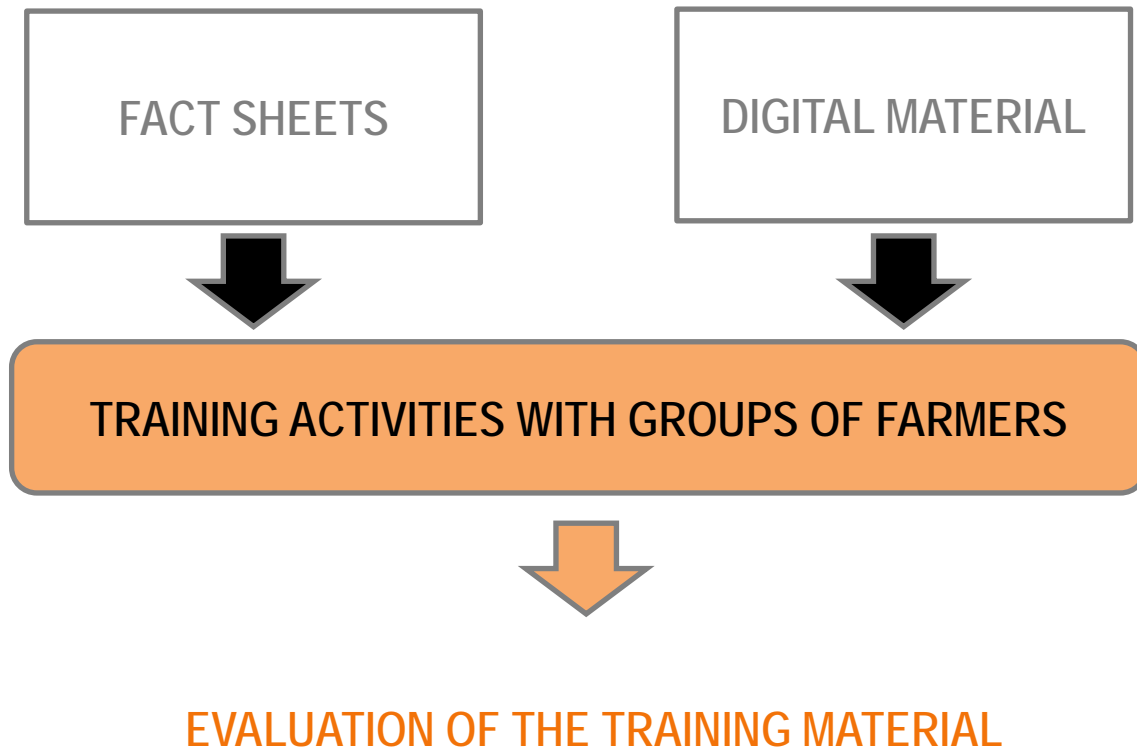 FACT SHEETS
DIGITAL MATERIAL
TRAINING ACTIVITIES WITH GROUPS OF FARMERS
EVALUATION OF THE TRAINING MATERIAL